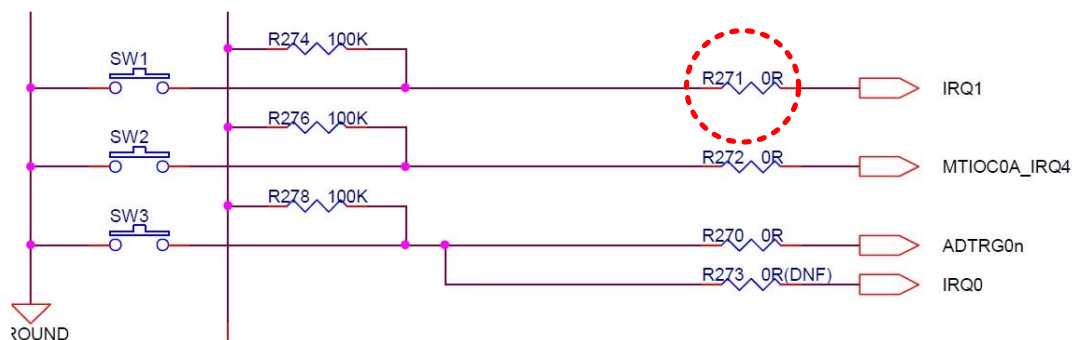 R274 100K
SW1
R271 0R
IRQ1
R276 100K
SW2
R272 0R
MTIOC0A_IRQ4
R278 100K
SW3
R270 0R
ADTRG0n
R273 0R(DNF)
IRQ0
ROUND